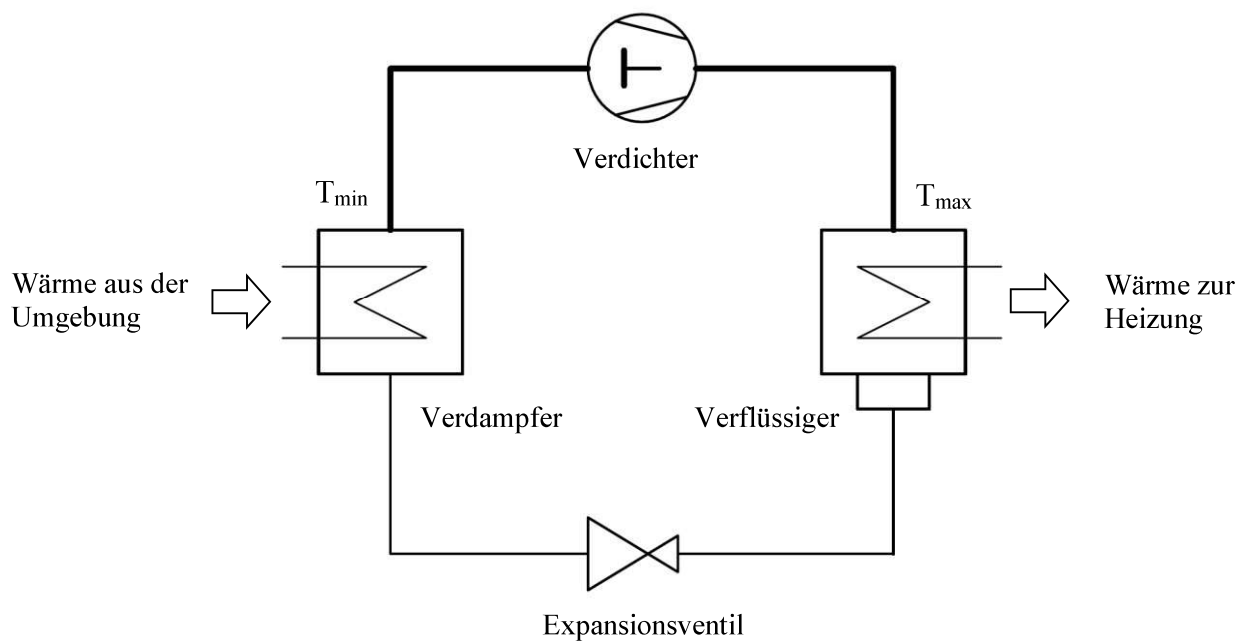 Verdichter
T_min
T_max
Wärme aus der
Umgebung
Wärme zur
Heizung
Verdampfer
Verflüssiger
Expansionsventil